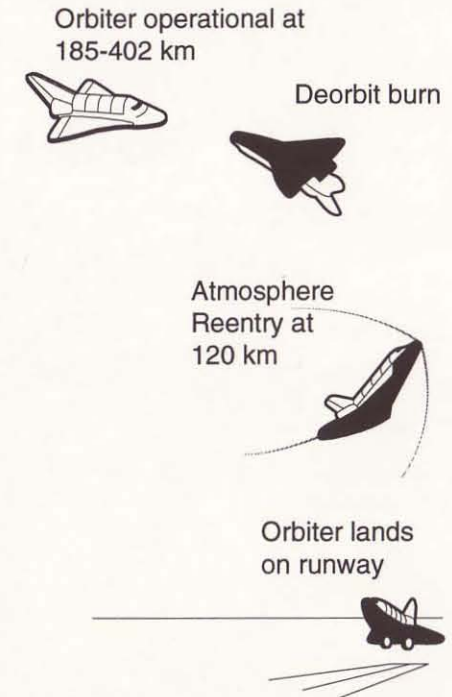 Orbiter operational at
185-402 km
Deorbit burn
Atmosphere
Reentry at
120 km
Orbiter lands
on runway